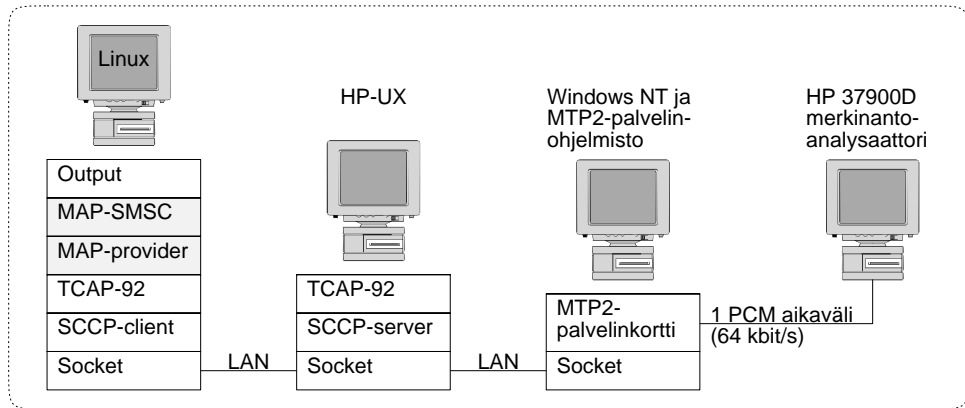 Linux
HP-UX
Windows NT ja
MTP2-palvelin-
ohjelmisto
HP 37900D
merkinanto-
analysaattori
Output
MAP-SMSC
MAP-provider
TCAP-92
SCCP-client
Socket
LAN
TCAP-92
SCCP-server
Socket
LAN
MTP2-
palvelinkortti
Socket
1 PCM aikaväli
(64 kbit/s)